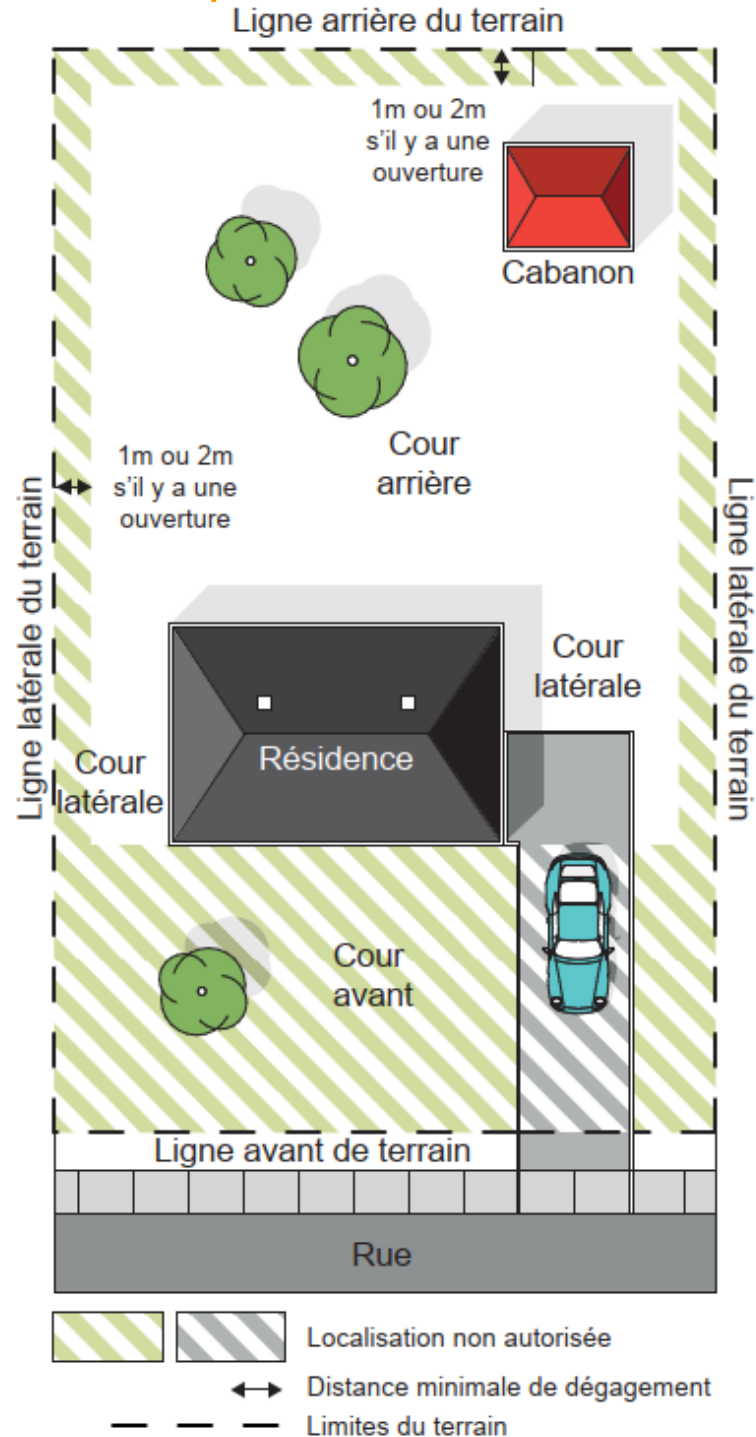 Ligne arrière du terrain
1m ou 2m
s'il y a une
ouverture
Cabanon
Cour
arrière
1m ou 2m
s'il y a une
ouverture
Ligne latérale du terrain
Ligne latérale du terrain
Cour
latérale
Résidence
Cour
latérale
Cour
avant
Ligne avant de terrain
Rue
Localisation non autorisée
Distance minimale de dégagement
Limites du terrain